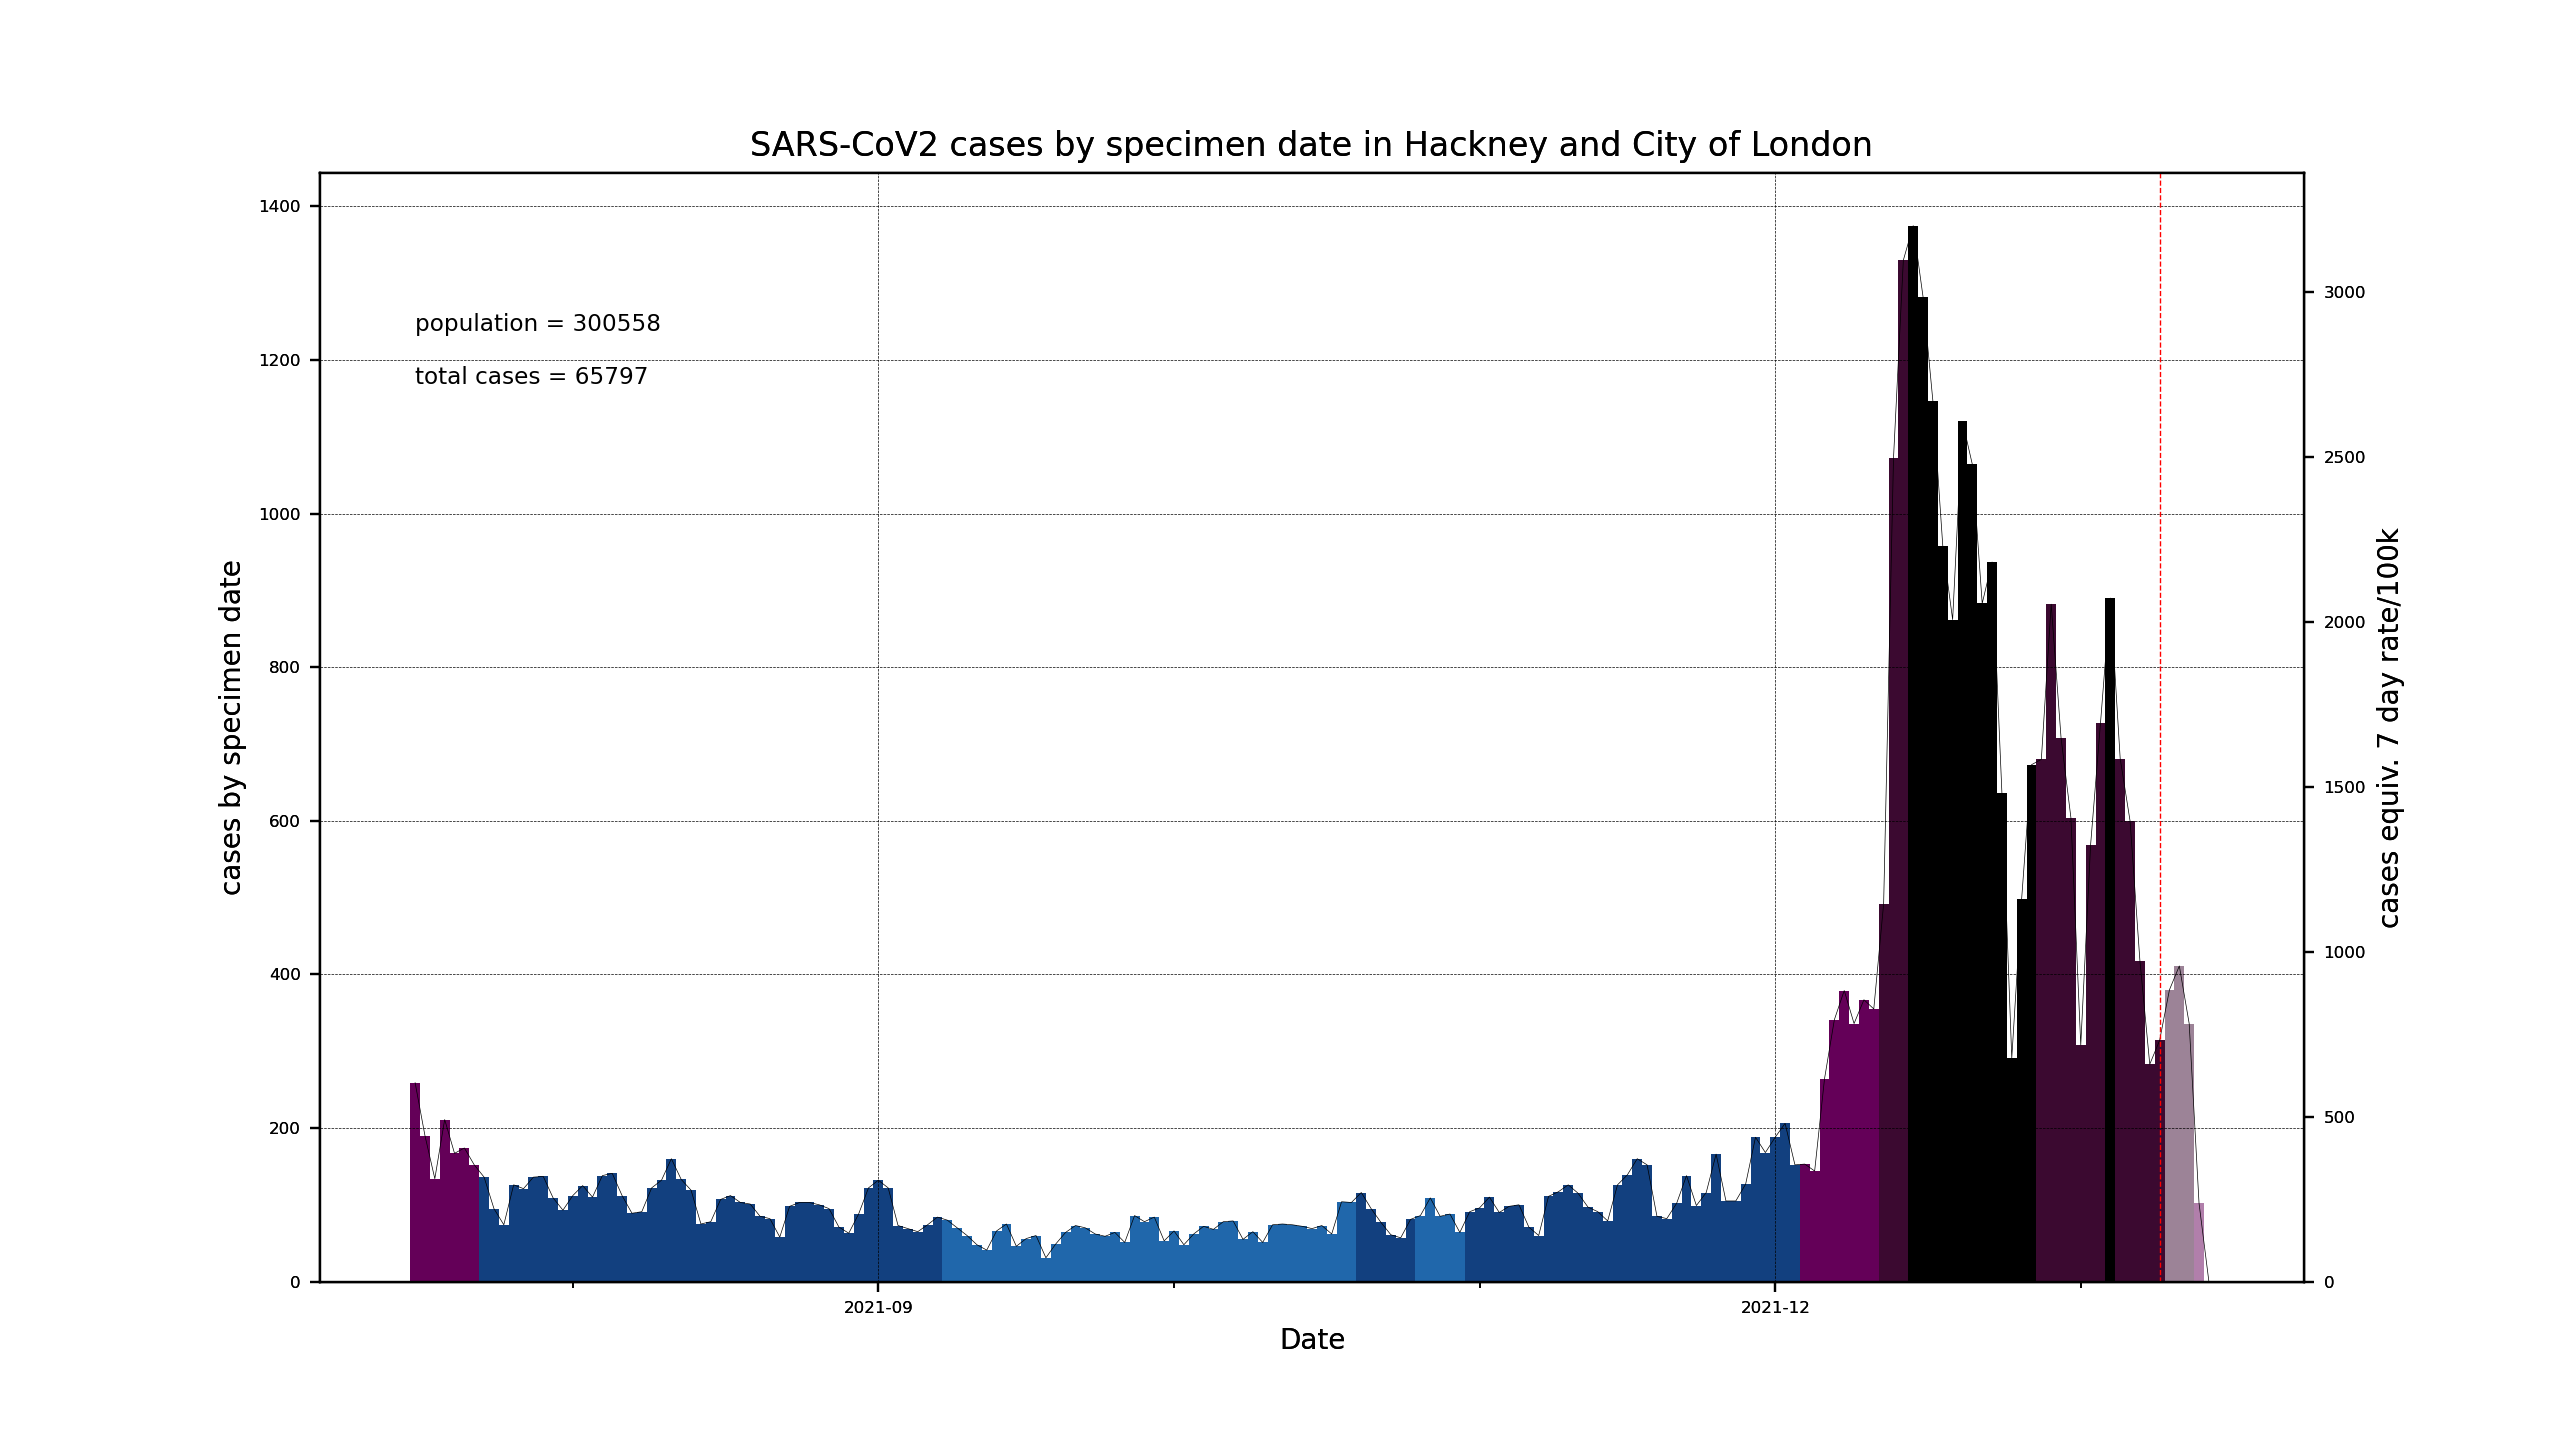 SARS-CoV2 cases by specimen date in Hackney and City of London
population = 300558
total cases = 65797
cases by specimen date
1400
1200
1000
800
600
400
200
0
3000
2500
2000
1500
1000
500
0
cases equiv. 7 day rate/100k
2021-09
2021-12
Date